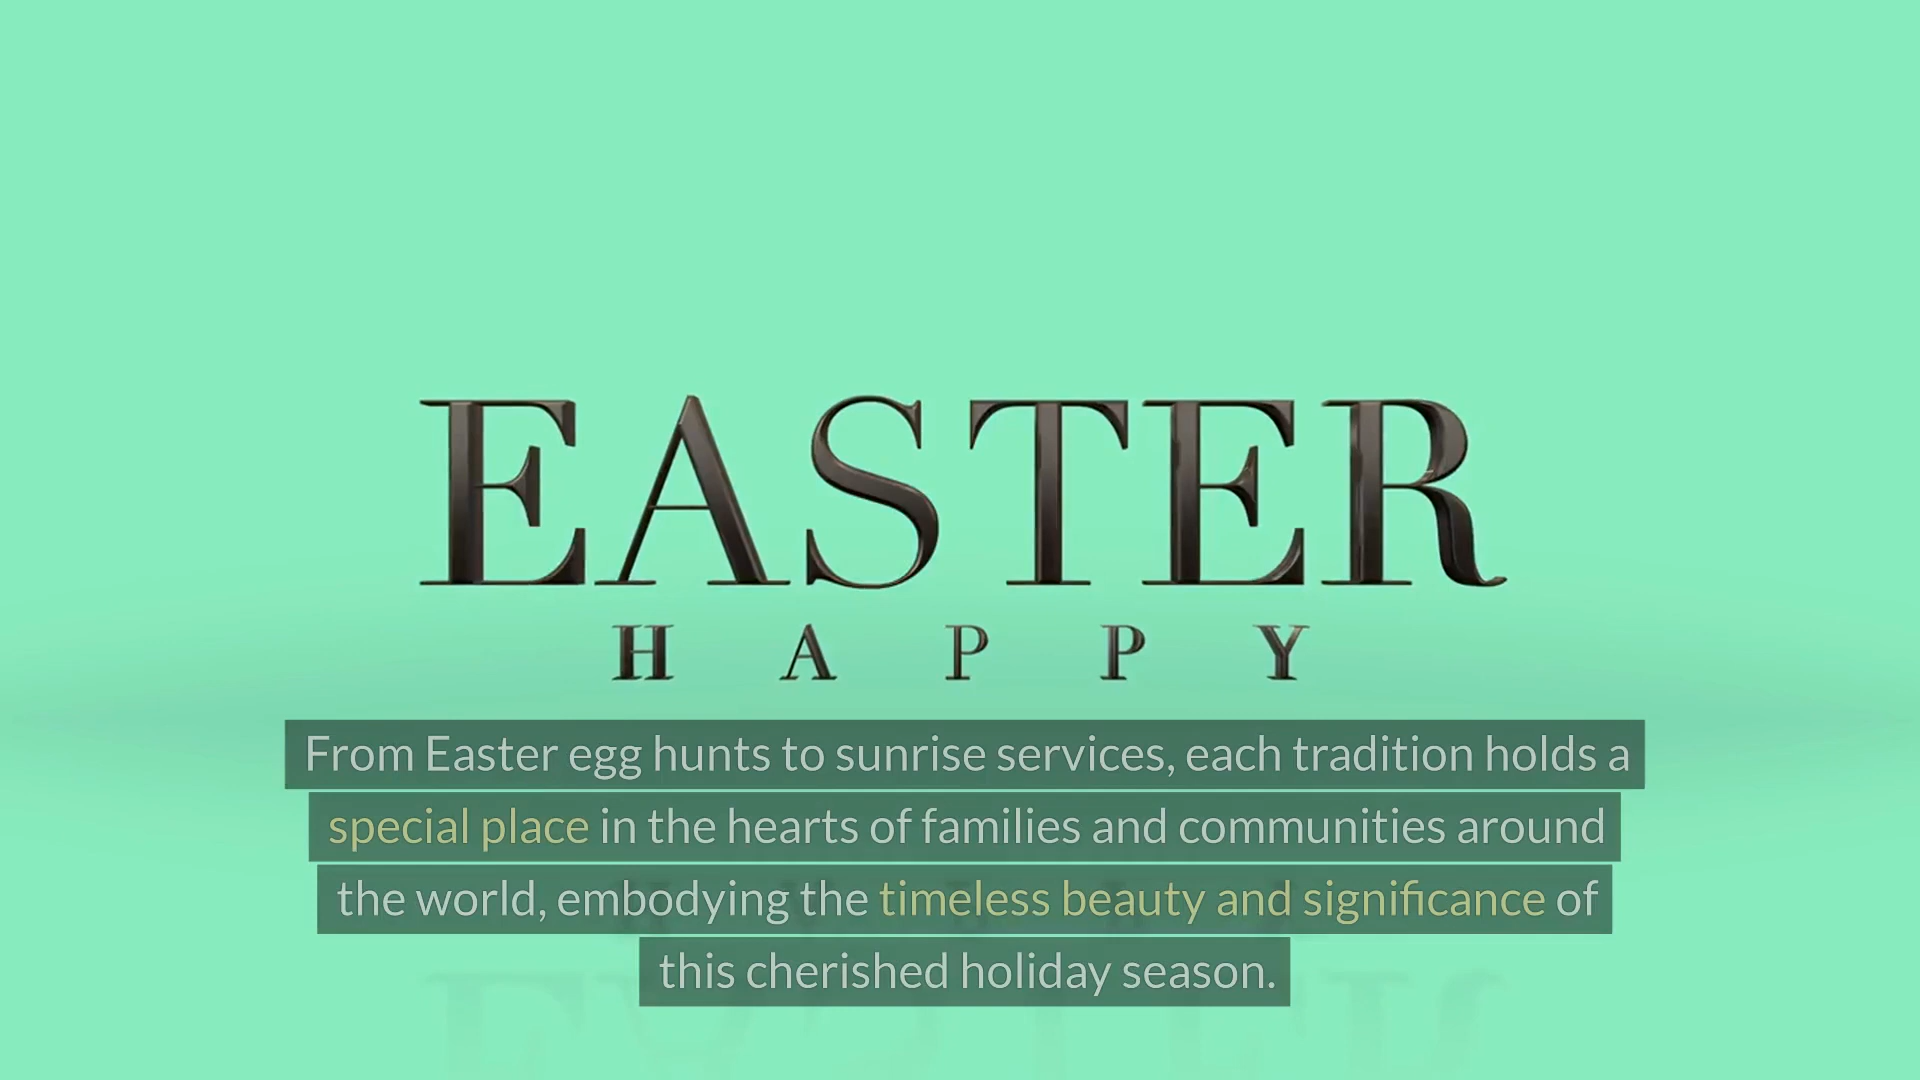 EASTER
HAPPY
From Easter egg hunts to sunrise services, each tradition holds a
special place in the hearts of families and communities around
the world, embodying the timeless beauty and significance of
this cherished holiday season.